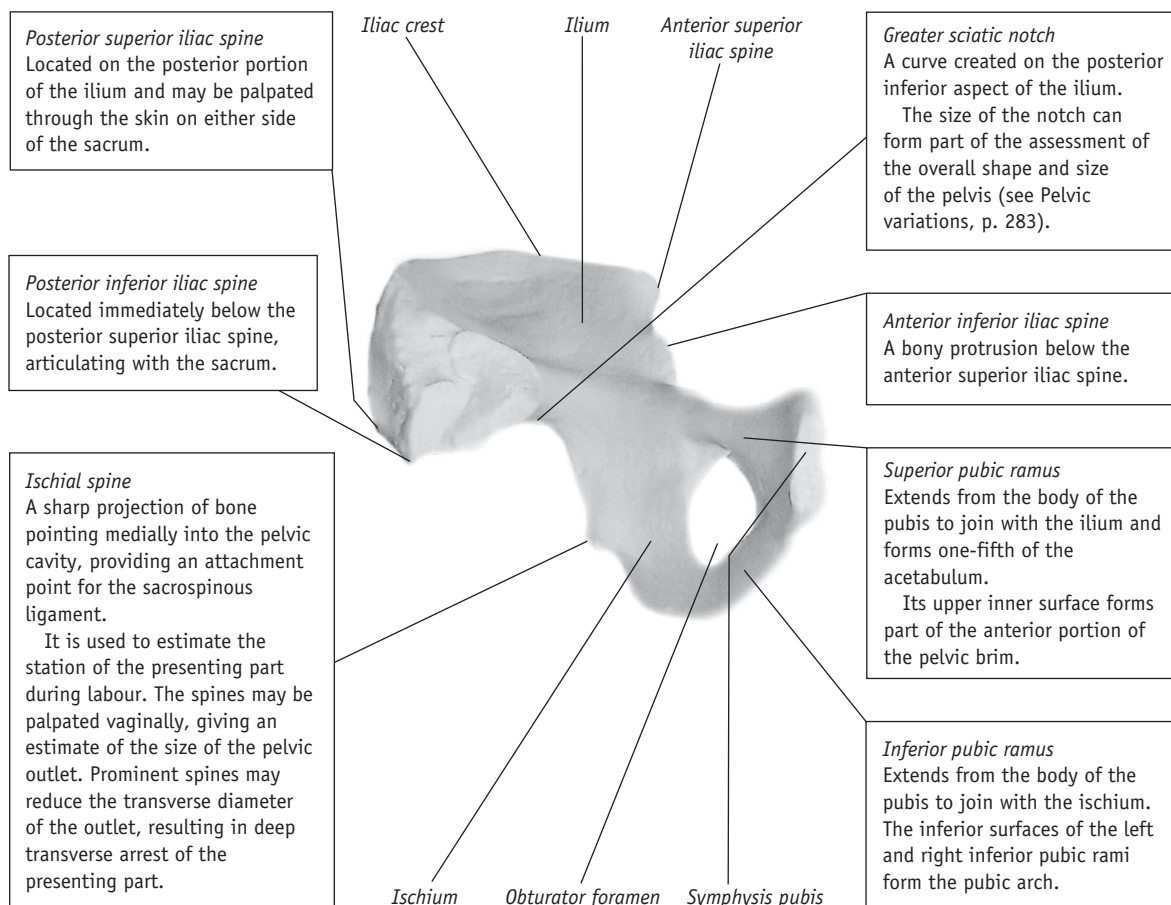 Posterior superior iliac spine
Located on the posterior portion
of the ilium and may be palpated
through the skin on either side
of the sacrum.
Iliac crest
Ilium
Anterior superior
iliac spine
Greater sciatic notch
A curve created on the posterior
inferior aspect of the ilium.
The size of the notch can
form part of the assessment of
the overall shape and size
of the pelvis (see Pelvic
variations, p. 283).
Posterior inferior iliac spine
Located immediately below the
posterior superior iliac spine,
articulating with the sacrum.
Anterior inferior iliac spine
A bony protrusion below the
anterior superior iliac spine.
Ischial spine
A sharp projection of bone
pointing medially into the pelvic
cavity, providing an attachment
point for the sacrospinous
ligament.
It is used to estimate the
station of the presenting part
during labour. The spines may be
palpated vaginally, giving an
estimate of the size of the pelvic
outlet. Prominent spines may
reduce the transverse diameter
of the outlet, resulting in deep
transverse arrest of the
presenting part.
Superior pubic ramus
Extends from the body of the
pubis to join with the ilium and
forms one-fifth of the
acetabulum.
Its upper inner surface forms
part of the anterior portion of
the pelvic brim.
Inferior pubic ramus
Extends from the body of the
pubis to join with the ischium.
The inferior surfaces of the left
and right inferior pubic rami
form the pubic arch.
Ischium
Obturator foramen
Symphysis pubis